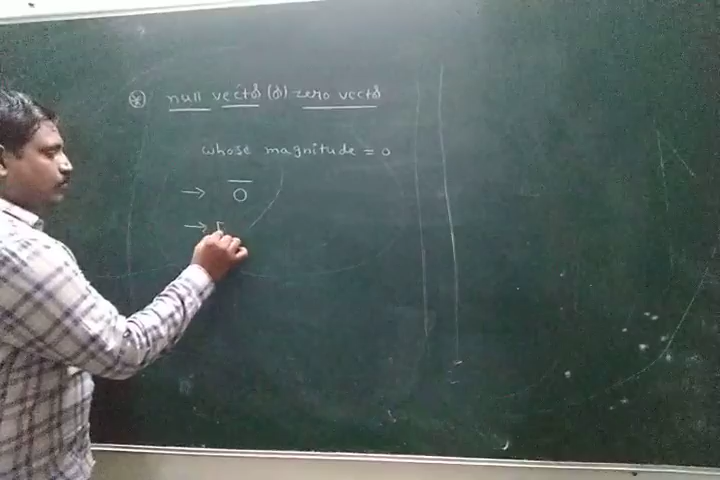 ⊛ null vector (or) zero vector
whose magnitude = 0
→ 0̅
→